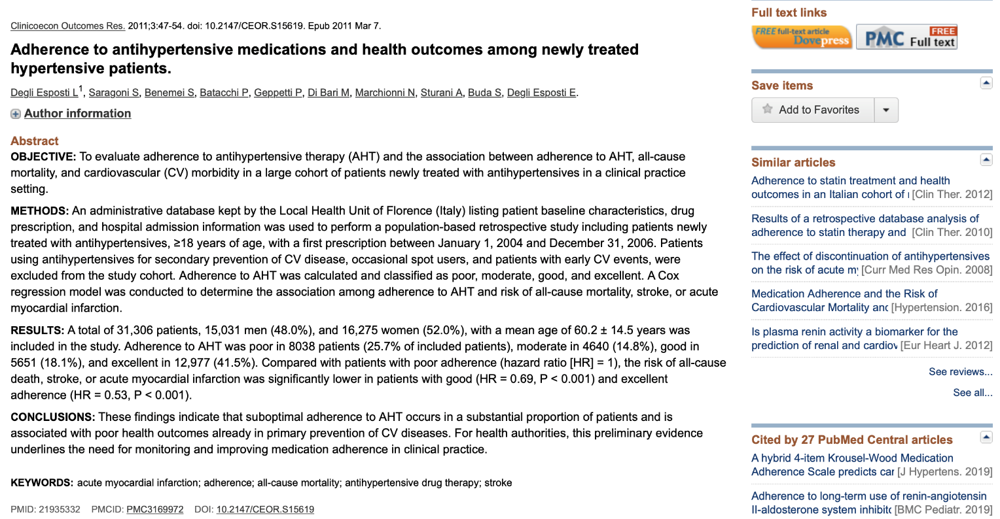 Clinicoecon Outcomes Res. 2011;3:47-54. doi: 10.2147/CEOR.S15619. Epub 2011 Mar 7.
Adherence to antihypertensive medications and health outcomes among newly treated
hypertensive patients.
Degli Esposti L1, Saragoni S, Benemei S, Batacchi P, Geppetti P, Di Bari M, Marchionni N, Sturani A, Buda S, Degli Esposti E.
Author information
Abstract
OBJECTIVE: To evaluate adherence to antihypertensive therapy (AHT) and the association between adherence to AHT, all-cause
mortality, and cardiovascular (CV) morbidity in a large cohort of patients newly treated with antihypertensives in a clinical practice
setting.
METHODS: An administrative database kept by the Local Health Unit of Florence (Italy) listing patient baseline characteristics, drug
prescription, and hospital admission information was used to perform a population-based retrospective study including patients newly
treated with antihypertensives, ≥18 years of age, with a first prescription between January 1, 2004 and December 31, 2006. Patients
using antihypertensives for secondary prevention of CV disease, occasional spot users, and patients with early CV events, were
excluded from the study cohort. Adherence to AHT was calculated and classified as poor, moderate, good, and excellent. A Cox
regression model was conducted to determine the association among adherence to AHT and risk of all-cause mortality, stroke, or acute
myocardial infarction.
RESULTS: A total of 31,306 patients, 15,031 men (48.0%), and 16,275 women (52.0%), with a mean age of 60.2 ± 14.5 years was
included in the study. Adherence to AHT was poor in 8038 patients (25.7% of included patients), moderate in 4640 (14.8%), good in
5651 (18.1%), and excellent in 12,977 (41.5%). Compared with patients with poor adherence (hazard ratio [HR] = 1), the risk of all-cause
death, stroke, or acute myocardial infarction was significantly lower in patients with good (HR = 0.69, P < 0.001) and excellent
adherence (HR = 0.53, P < 0.001).
CONCLUSIONS: These findings indicate that suboptimal adherence to AHT occurs in a substantial proportion of patients and is
associated with poor health outcomes already in primary prevention of CV diseases. For health authorities, this preliminary evidence
underlines the need for monitoring and improving medication adherence in clinical practice.
KEYWORDS: acute myocardial infarction; adherence; all-cause mortality; antihypertensive drug therapy; stroke
PMID: 21935332 PMCID: PMC3169972 DOI: 10.2147/CEOR.S15619
Full text links
FREE full-text article
Dovepress
PMC FREE
Full text
Save items
Add to Favorites
Similar articles
Adherence to statin treatment and health
outcomes in an Italian cohort of [Clin Ther. 2012]
Results of a retrospective database analysis of
adherence to statin therapy and [Clin Ther. 2010]
The effect of discontinuation of antihypertensives
on the risk of acute my [Curr Med Res Opin. 2008]
Medication Adherence and the Risk of
Cardiovascular Mortality and [Hypertension. 2016]
Is plasma renin activity a biomarker for the
prediction of renal and cardiov [Eur Heart J. 2012]
See reviews...
See all...
Cited by 27 PubMed Central articles
A hybrid 4-item Krousel-Wood Medication
Adherence Scale predicts car [J Hypertens. 2019]
Adherence to long-term use of renin-angiotensin
II-aldosterone system inhibito [BMC Pediatr. 2019]